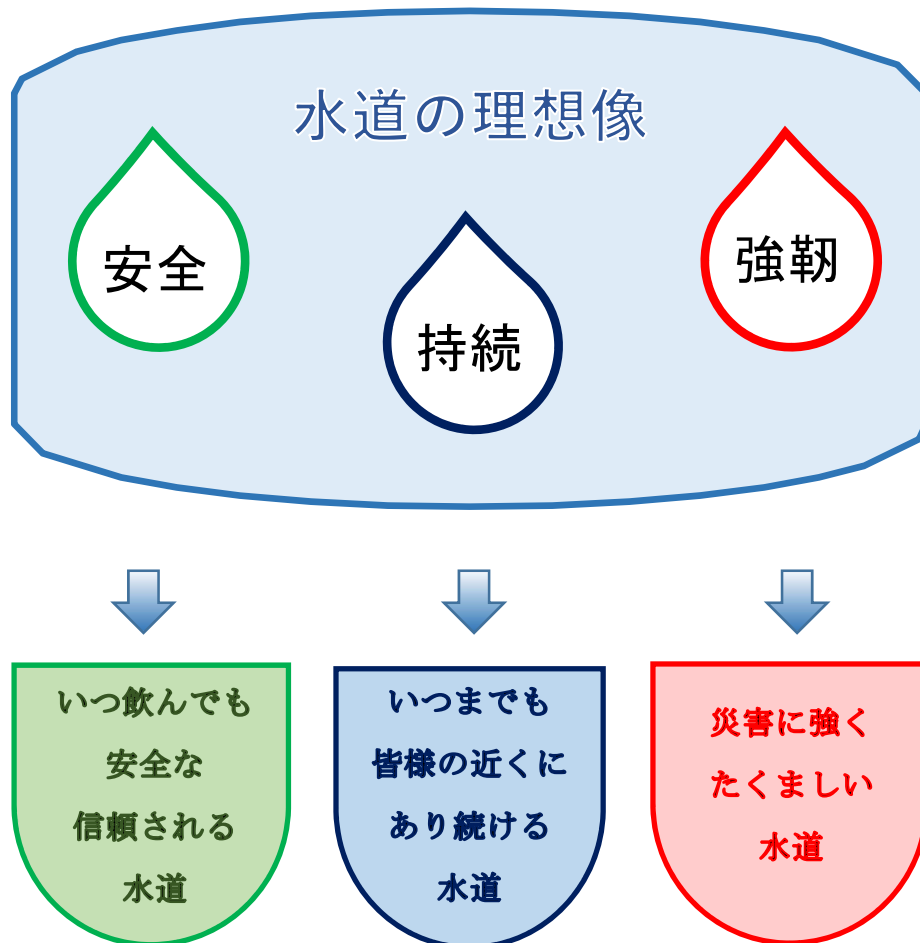 水道の理想像
安全
持続
強靭
いつ飲んでも
安全な
信頼される
水道
いつまでも
皆様の近くに
あり続ける
水道
災害に強く
たくましい
水道